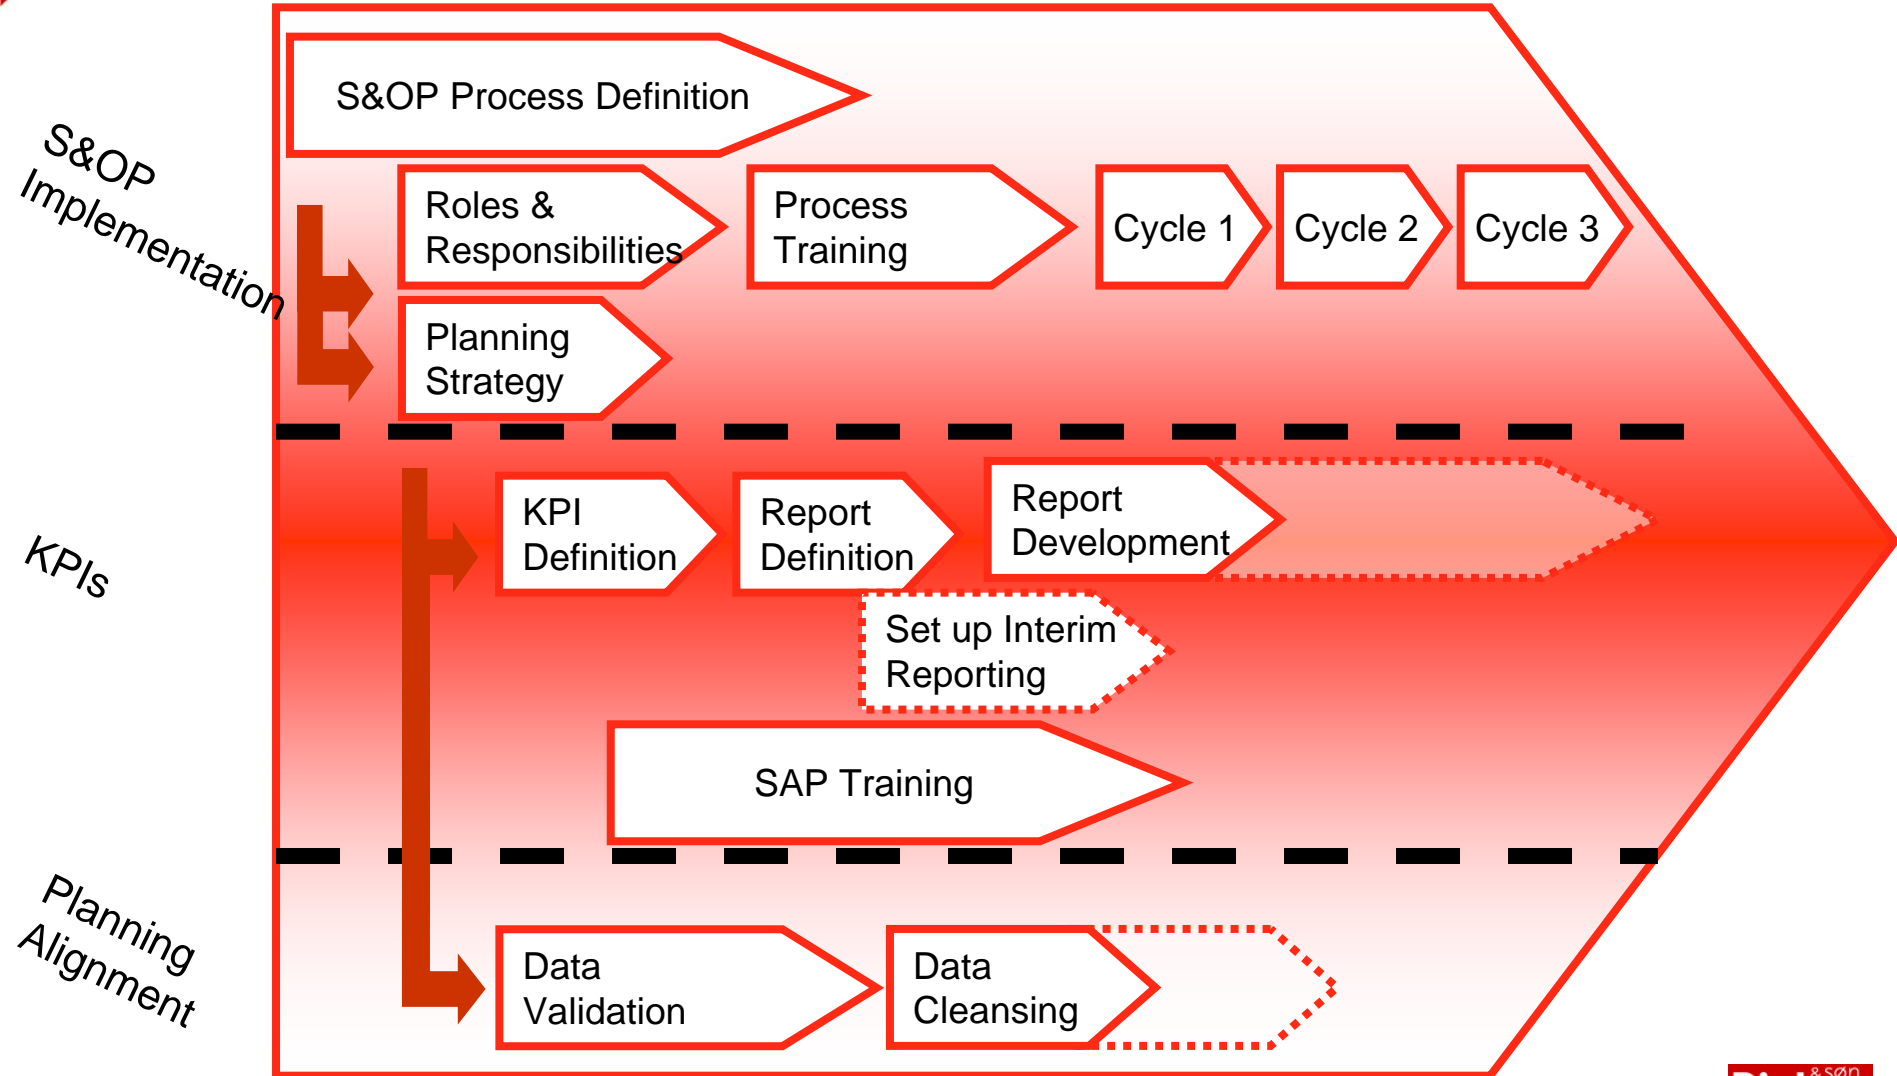 S&OP Process Definition
S&OP
Implementation
Roles &
Responsibilities
Process
Training
Cycle 1
Cycle 2
Cycle 3
Planning
Strategy
KPIs
KPI
Definition
Report
Definition
Report
Development
Set up Interim
Reporting
SAP Training
Planning
Alignment
Data
Validation
Data
Cleansing
&søn